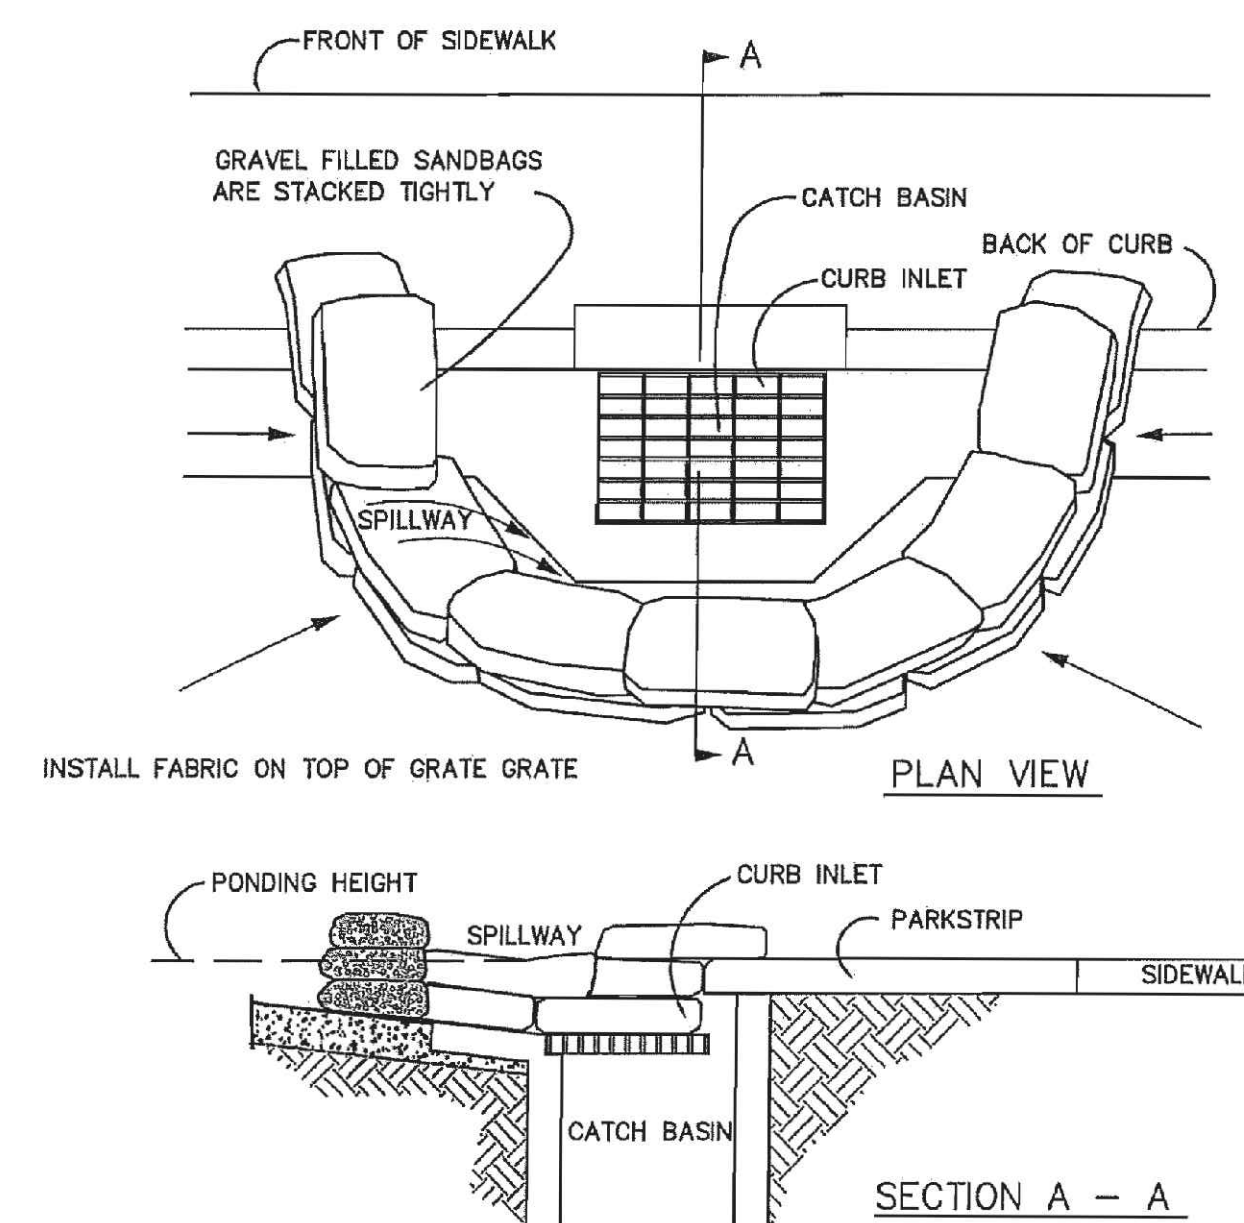 FRONT OF SIDEWALK
A
GRAVEL FILLED SANDBAGS
ARE STACKED TIGHTLY
CATCH BASIN
BACK OF CURB
CURB INLET
SPILLWAY
A
INSTALL FABRIC ON TOP OF GRATE GRATE
PLAN VIEW
PONDING HEIGHT
CURB INLET
SPILLWAY
PARKSTRIP
SIDEWALK
CATCH BASIN
SECTION A – A